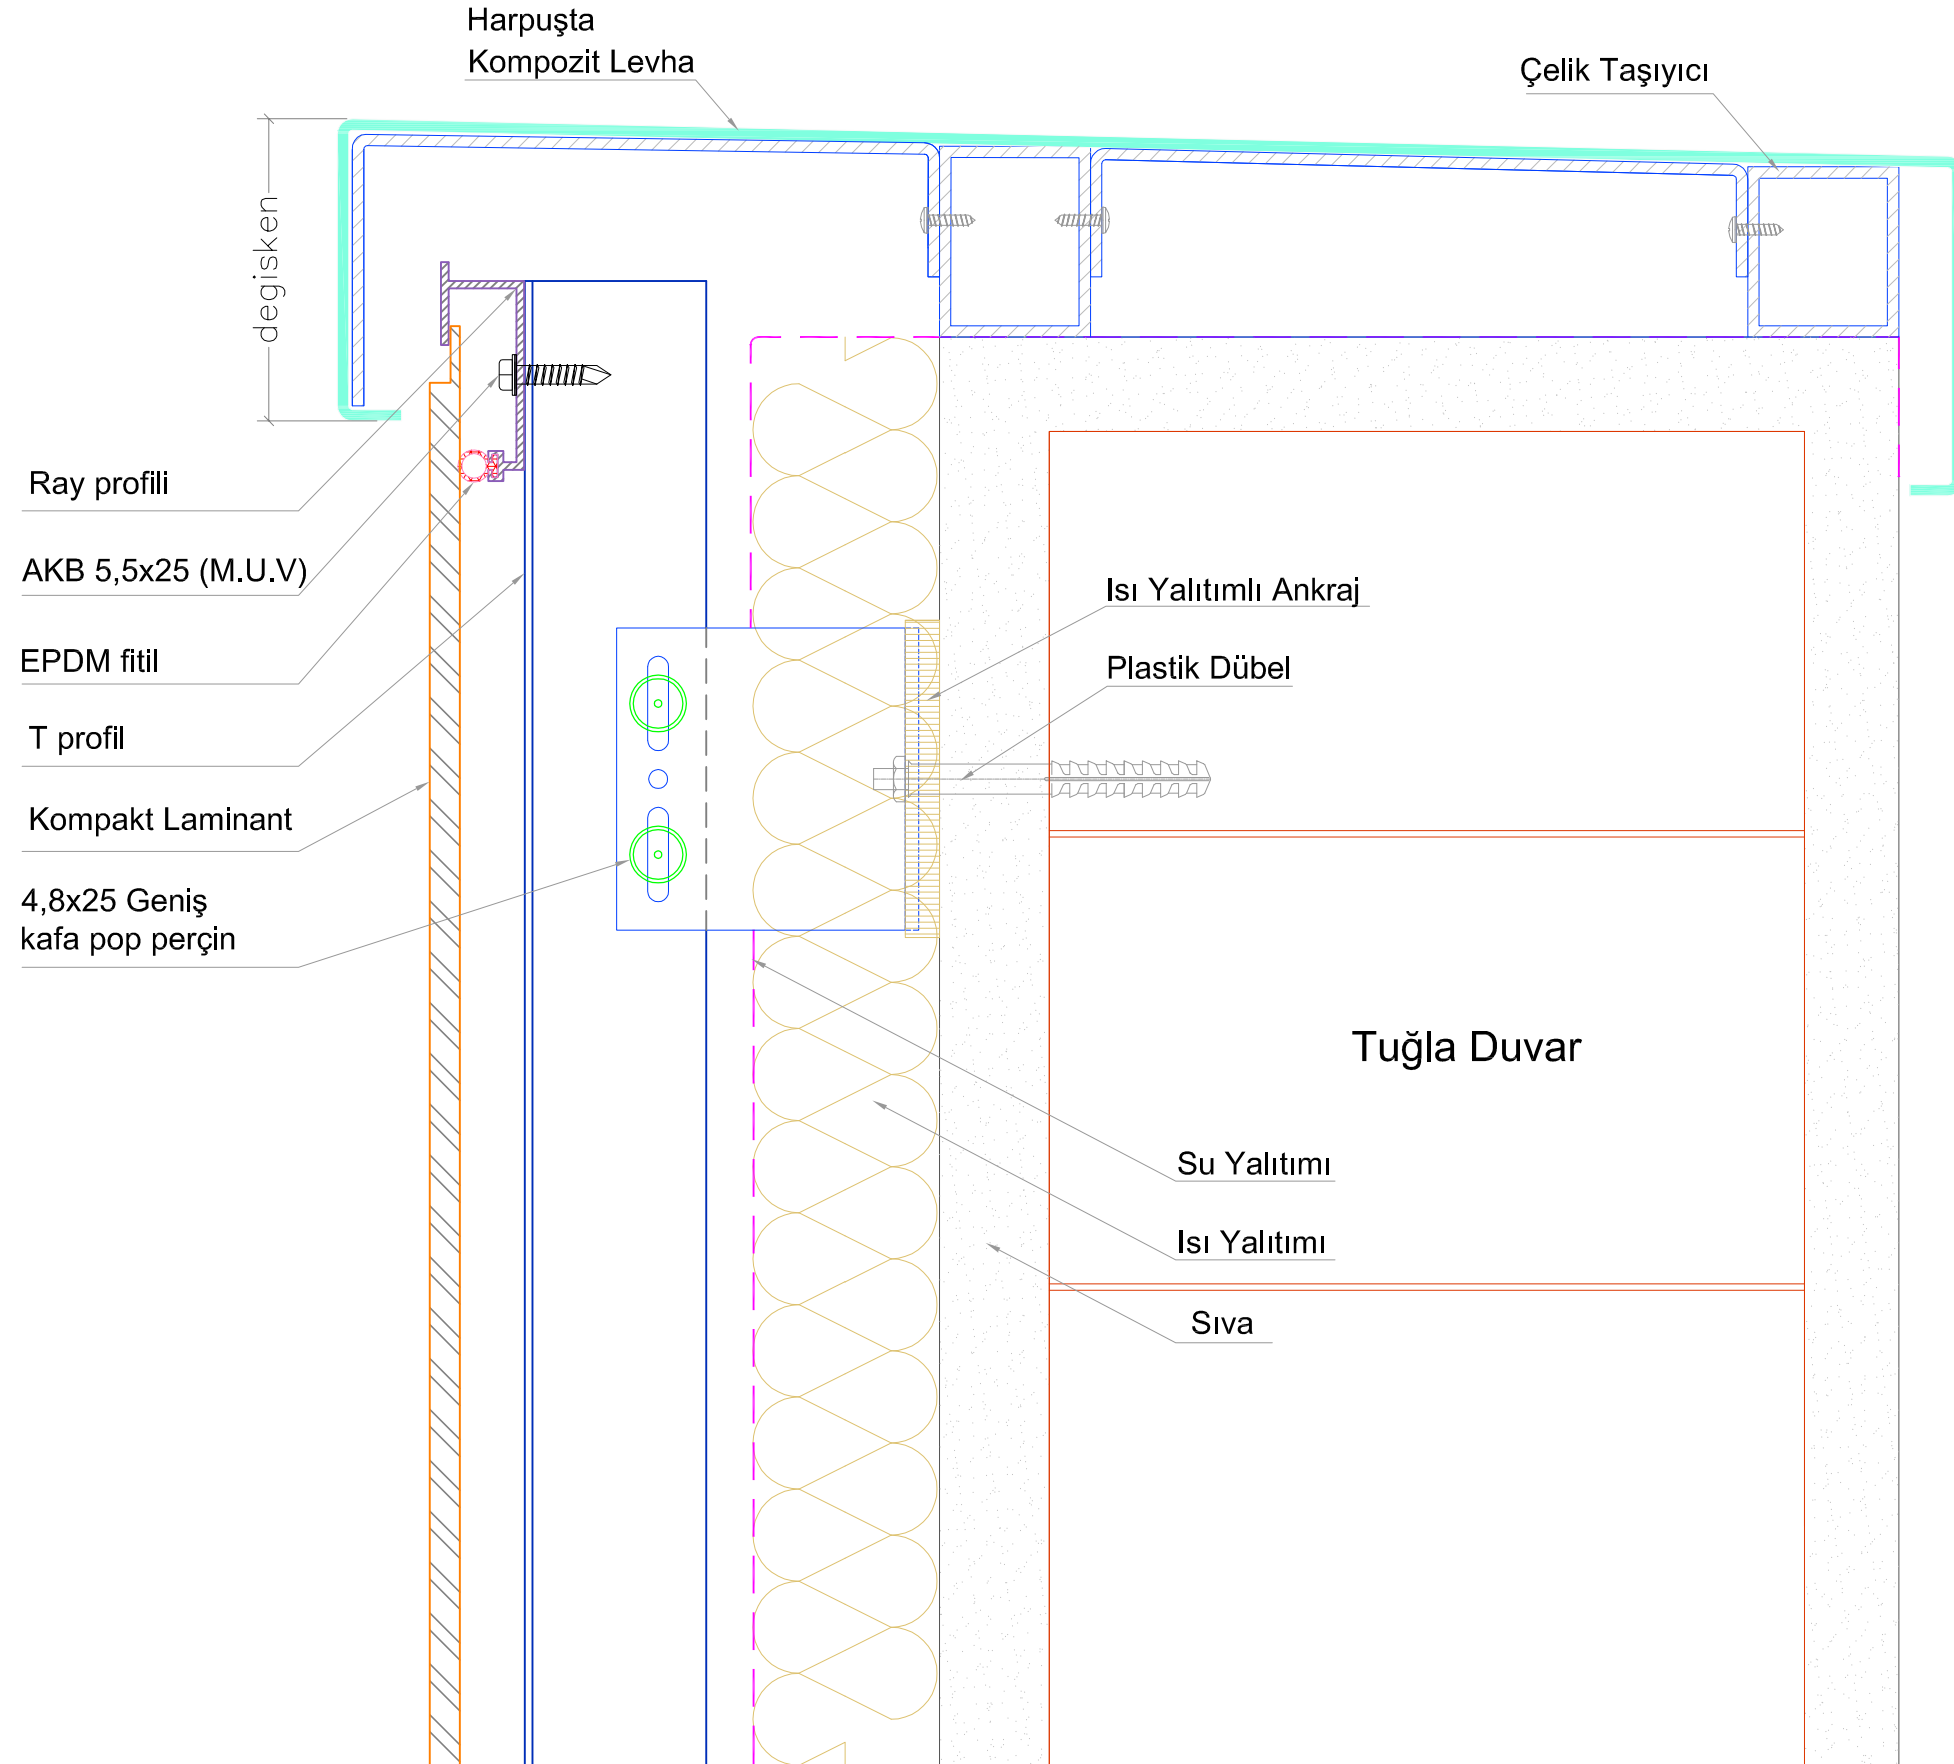 Harpuşta
Kompozit Levha
Çelik Taşıyıcı
degisken
Ray profili
AKB 5,5x25 (M.U.V)
EPDM fitil
T profil
Kompakt Laminant
4,8x25 Geniş
kafa pop perçin
Isı Yalıtımlı Ankraj
Plastik Dübel
Tuğla Duvar
Su Yalıtımı
Isı Yalıtımı
Sıva